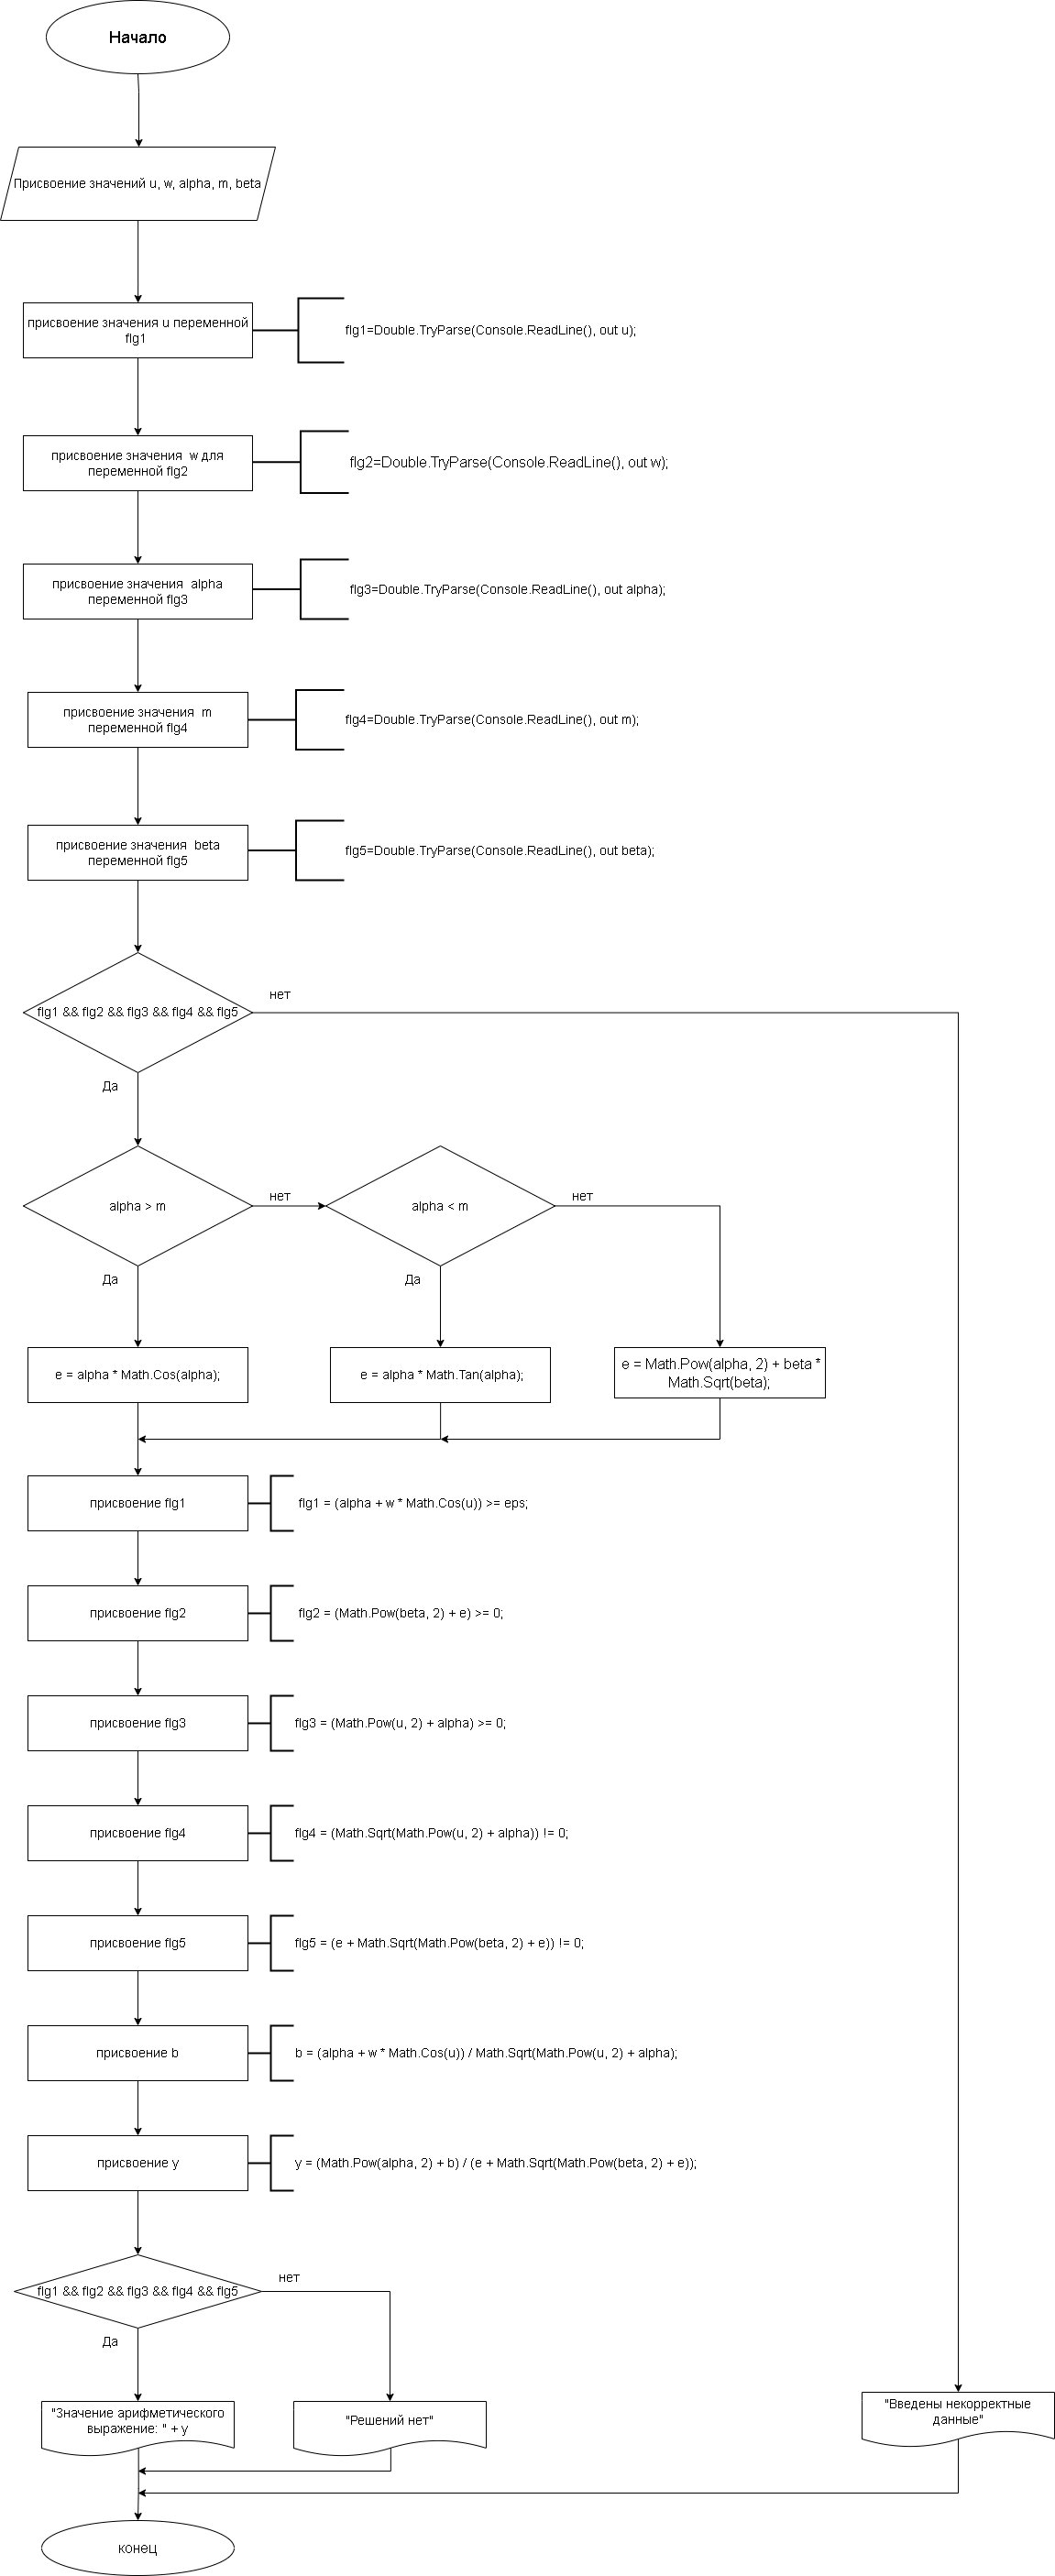 Начало
Присвоение значений u, w, alpha, m, beta
присвоение значения u переменной
flg1
flg1=Double.TryParse(Console.ReadLine(), out u);
присвоение значения  w для
переменной flg2
flg2=Double.TryParse(Console.ReadLine(), out w);
присвоение значения  alpha
переменной flg3
flg3=Double.TryParse(Console.ReadLine(), out alpha);
присвоение значения  m
переменной flg4
flg4=Double.TryParse(Console.ReadLine(), out m);
присвоение значения  beta
переменной flg5
flg5=Double.TryParse(Console.ReadLine(), out beta);
flg1 && flg2 && flg3 && flg4 && flg5
нет
Да
alpha > m
нет
alpha < m
нет
Да
Да
e = alpha * Math.Cos(alpha);
e = alpha * Math.Tan(alpha);
e = Math.Pow(alpha, 2) + beta *
Math.Sqrt(beta);
присвоение flg1
flg1 = (alpha + w * Math.Cos(u)) >= eps;
присвоение flg2
flg2 = (Math.Pow(beta, 2) + e) >= 0;
присвоение flg3
flg3 = (Math.Pow(u, 2) + alpha) >= 0;
присвоение flg4
flg4 = (Math.Sqrt(Math.Pow(u, 2) + alpha)) != 0;
присвоение flg5
flg5 = (e + Math.Sqrt(Math.Pow(beta, 2) + e)) != 0;
присвоение b
b = (alpha + w * Math.Cos(u)) / Math.Sqrt(Math.Pow(u, 2) + alpha);
присвоение y
y = (Math.Pow(alpha, 2) + b) / (e + Math.Sqrt(Math.Pow(beta, 2) + e));
flg1 && flg2 && flg3 && flg4 && flg5
нет
Да
"Значение арифметического
выражение: " + y
"Решений нет"
"Введены некорректные
данные"
конец